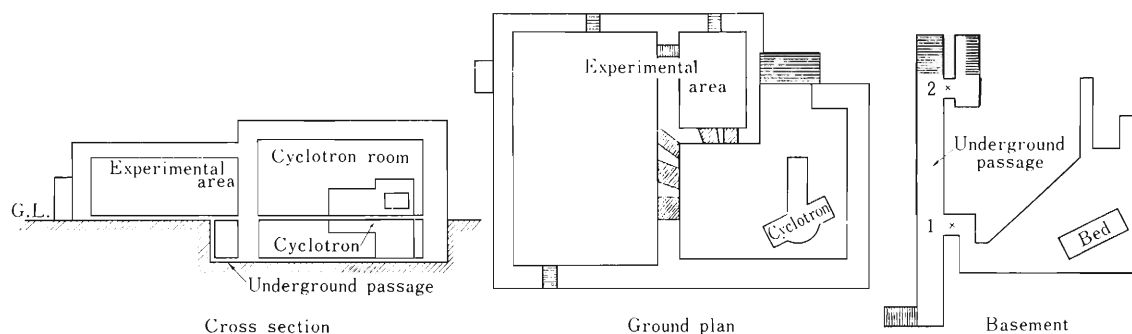 Experimental
area
Cyclotron room
G.L.
Cyclotron
Underground passage
Cross section
Experimental
area
Cyclotron
Ground plan
2
Underground
passage
1
Bed
Basement